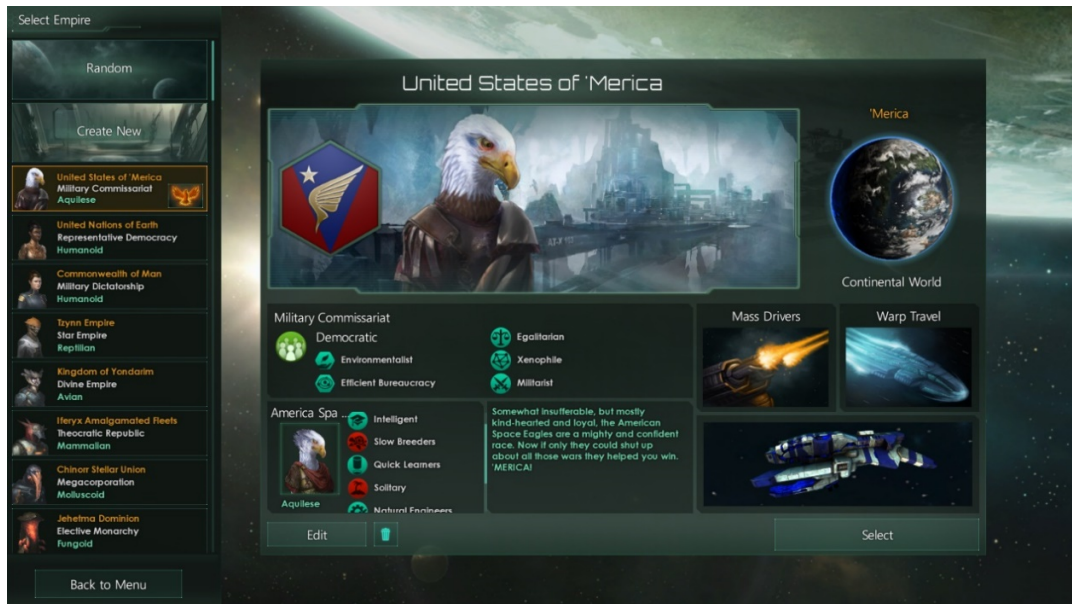 Select Empire
Random
Create New
United States of 'Merica
Military Commissariat
Aquilese
United Nations of Earth
Representative Democracy
Humanoid
Commonwealth of Man
Military Dictatorship
Humanoid
Tzynn Empire
Star Empire
Reptilian
Kingdom of Yondarim
Divine Empire
Avian
Iferyx Amalgamated Fleets
Theocratic Republic
Mammalian
Chinor Stellar Union
Megacorporation
Molluscoid
Jehetma Dominion
Elective Monarchy
Fungoid
Back to Menu
United States of 'Merica
'Merica
Continental World
Military Commissariat
Democratic
Environmentalist
Efficient Bureaucracy
Egalitarian
Xenophile
Militarist
Mass Drivers
Warp Travel
America Spa ...
Aquilese
Intelligent
Slow Breeders
Quick Learners
Solitary
Natural Engineers
Somewhat insufferable, but mostly
kind-hearted and loyal, the American
Space Eagles are a mighty and confident
race. Now if only they could shut up
about all those wars they helped you win.
'MERICA!
Edit
Select